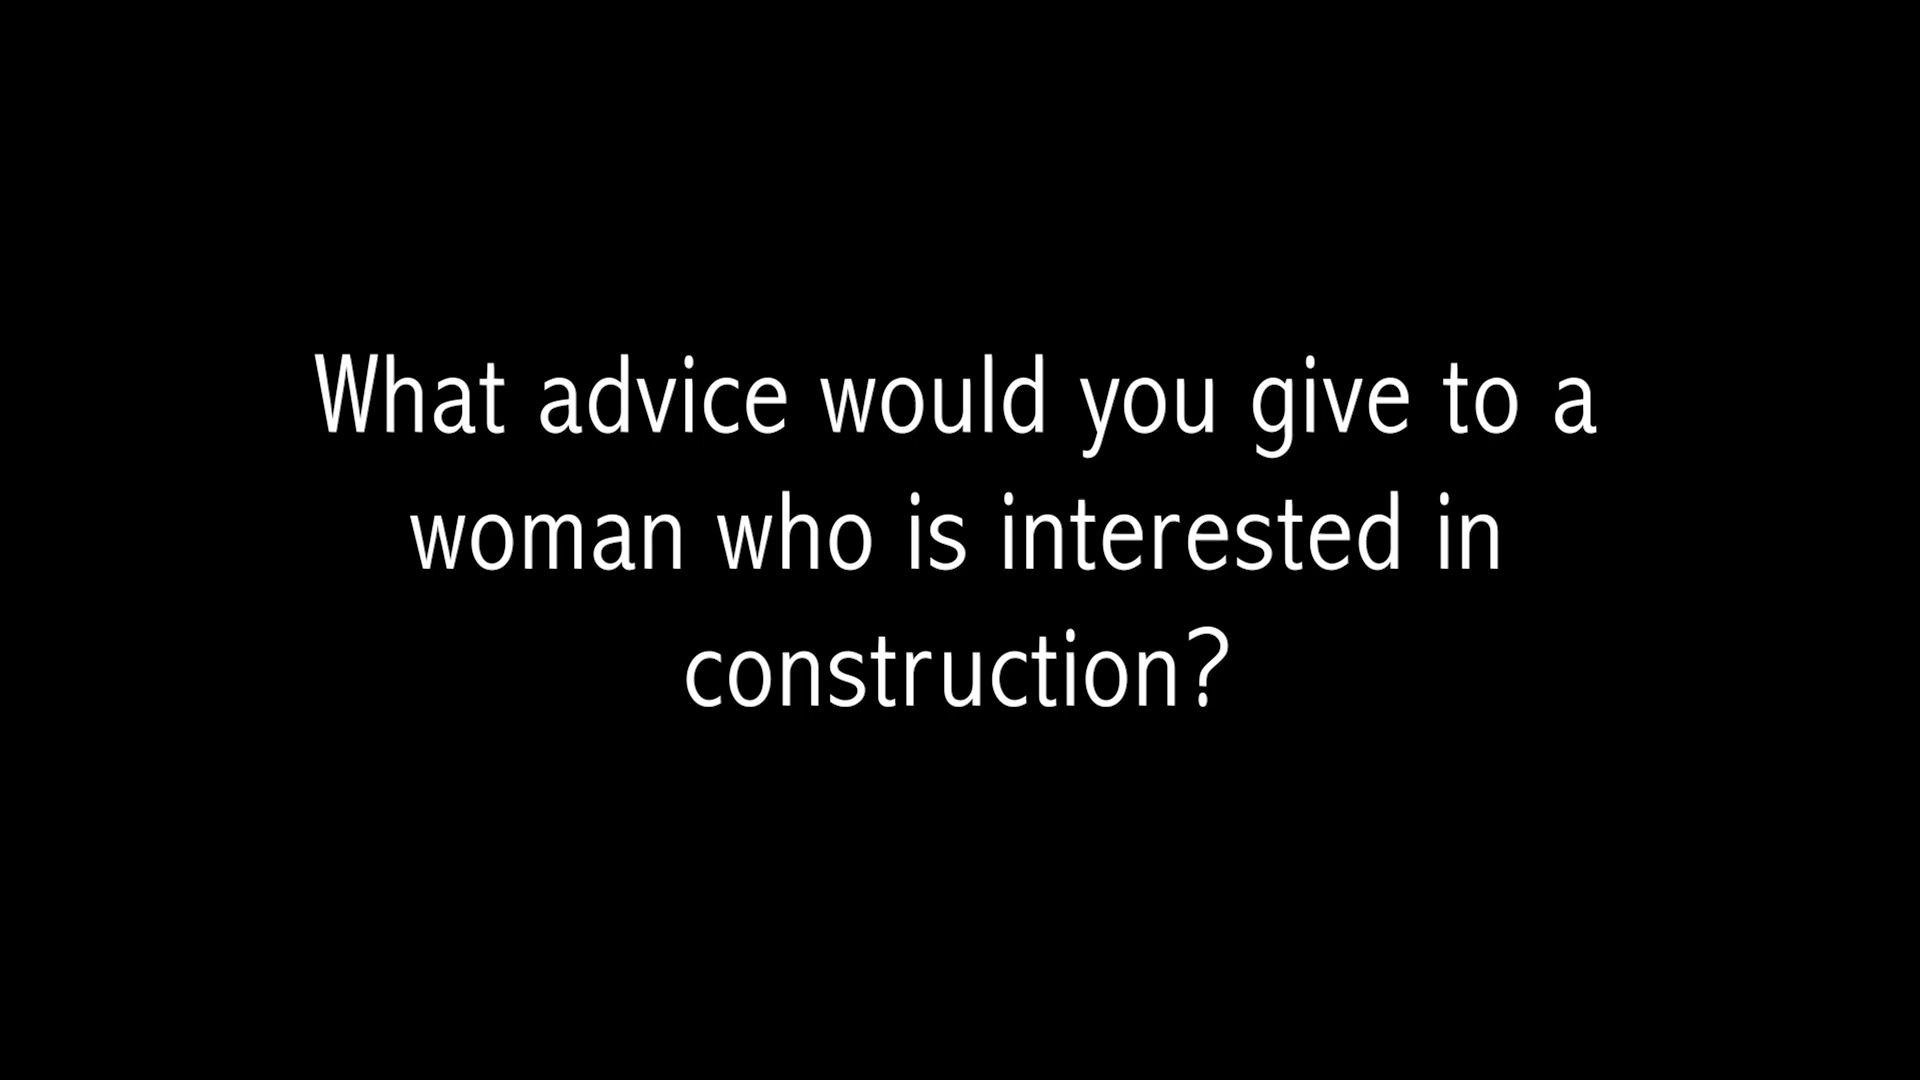 What advice would you give to a
woman who is interested in
construction?